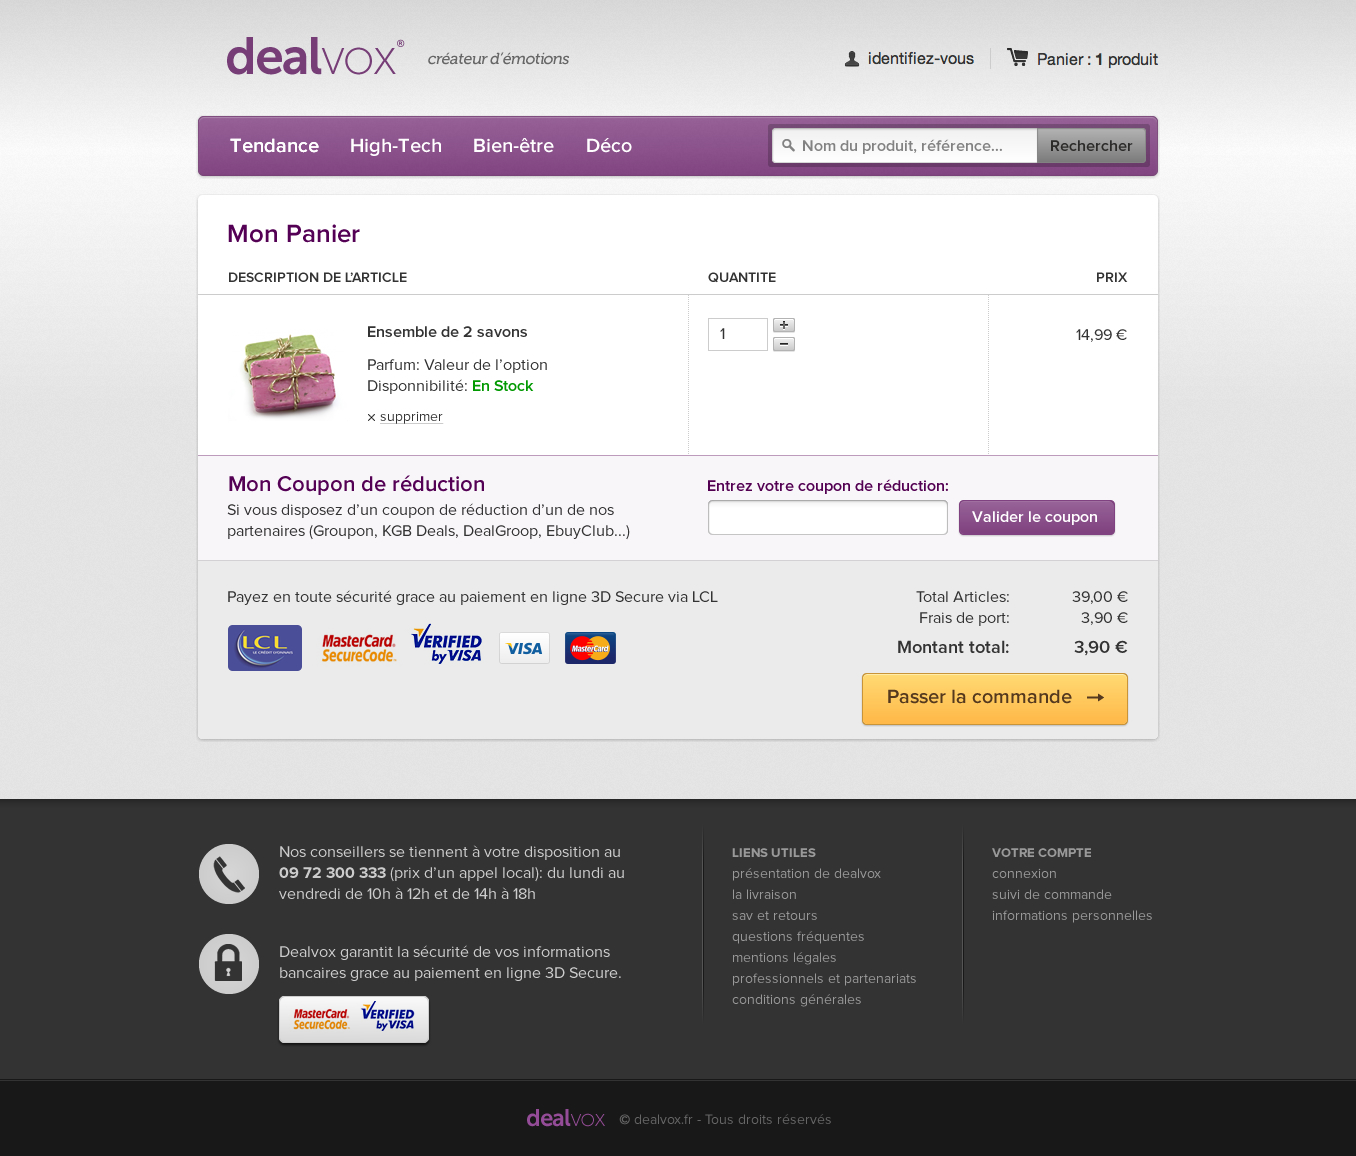 dealvox®
créateur d'émotions
identifiez-vous
Panier : 1 produit
Tendance High-Tech Bien-être Déco
Nom du produit, référence... Rechercher
Mon Panier
DESCRIPTION DE L'ARTICLE QUANTITE PRIX
Ensemble de 2 savons
1 + −
14,99 €
Parfum: Valeur de l'option
Disponnibilité: En Stock
× supprimer
Mon Coupon de réduction
Si vous disposez d'un coupon de réduction d'un de nos
partenaires (Groupon, KGB Deals, DealGroop, EbuyClub...)
Entrez votre coupon de réduction:
Valider le coupon
Payez en toute sécurité grace au paiement en ligne 3D Secure via LCL
LCL
LE CRÉDIT LYONNAIS
MasterCard.
SecureCode.
VERIFIED
by VISA
VISA
MasterCard
Total Articles: 39,00 €
Frais de port: 3,90 €
Montant total: 3,90 €
Passer la commande →
Nos conseillers se tiennent à votre disposition au
09 72 300 333 (prix d'un appel local): du lundi au
vendredi de 10h à 12h et de 14h à 18h
Dealvox garantit la sécurité de vos informations
bancaires grace au paiement en ligne 3D Secure.
MasterCard.
SecureCode.
VERIFIED
by VISA
LIENS UTILES
présentation de dealvox
la livraison
sav et retours
questions fréquentes
mentions légales
professionnels et partenariats
conditions générales
VOTRE COMPTE
connexion
suivi de commande
informations personnelles
dealvox © dealvox.fr - Tous droits réservés